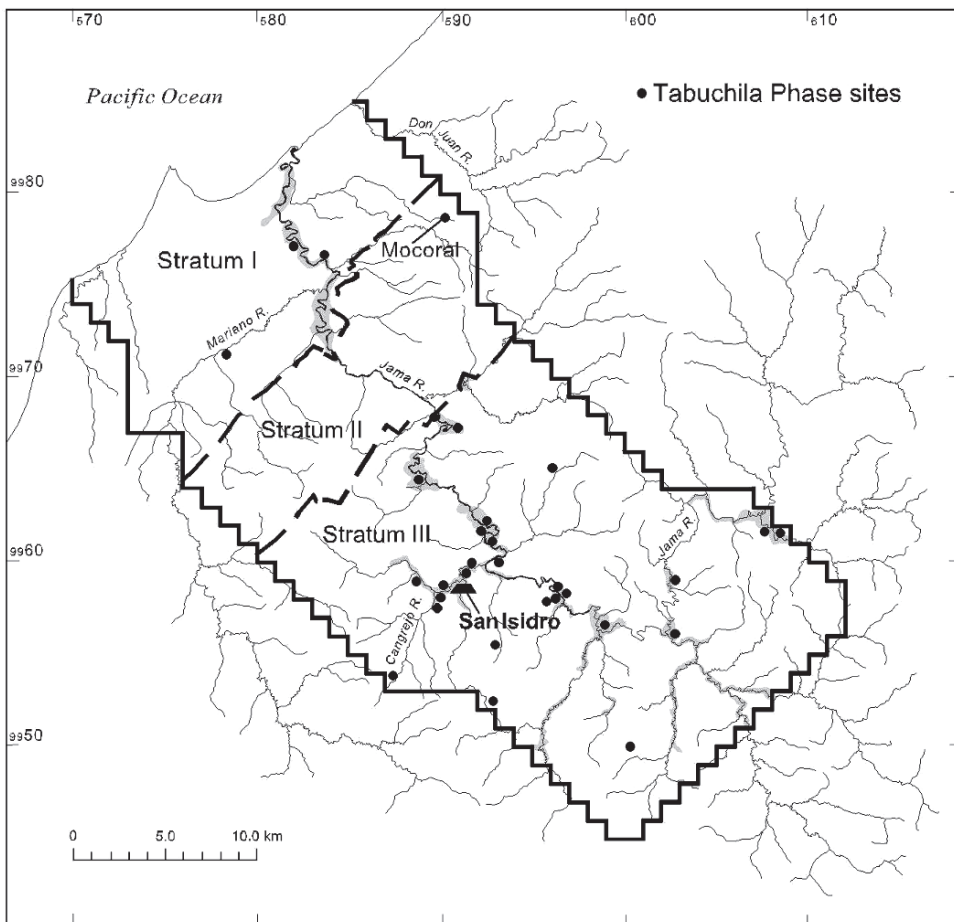 570
580
590
600
610
Pacific Ocean
• Tabuchila Phase sites
Don Juan R.
9980
Mocoral
Stratum I
Mariano R.
9970
Jama R.
Stratum II
Stratum III
Jama R.
9960
San Isidro
Cangrejo R.
9950
0 5.0 10.0 km